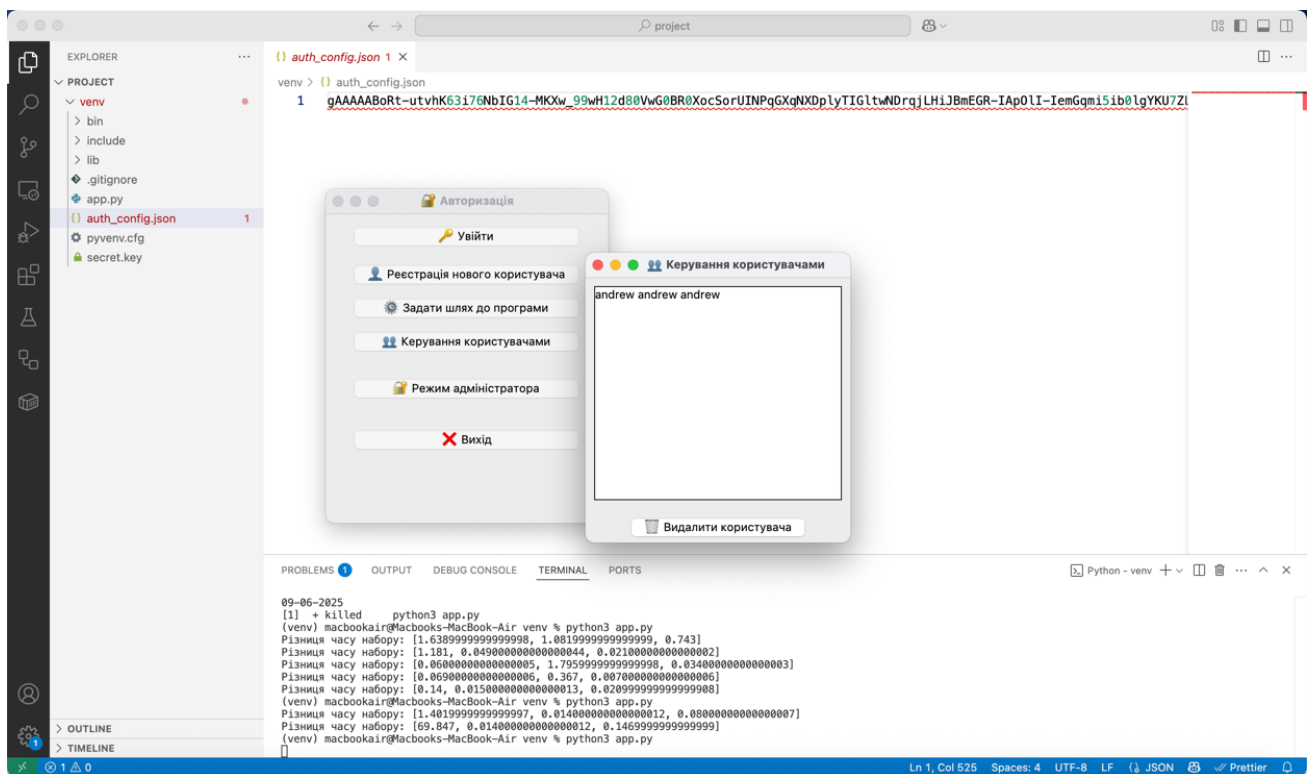 project
EXPLORER
PROJECT
venv
bin
include
lib
.gitignore
app.py
auth_config.json 1
pyvenv.cfg
secret.key
OUTLINE
TIMELINE
auth_config.json 1
venv > auth_config.json
1 gAAAAABoRt-utvhK63i76NbIG14-MKXw_99wH12d80VwG0BR0XocSorUINPqGXqNXDplyTIGltwNDrqjLHiJBmEGR-IApOlI-IemGqmi5ib0lgYKU7Zl
Авторизація
Увійти
Реєстрація нового користувача
Задати шлях до програми
Керування користувачами
Режим адміністратора
Вихід
Керування користувачами
andrew andrew andrew
Видалити користувача
PROBLEMS 1 OUTPUT DEBUG CONSOLE TERMINAL PORTS
Python - venv
09-06-2025
[1] + killed python3 app.py
(venv) macbookair@Macbooks-MacBook-Air venv % python3 app.py
Різниця часу набору: [1.6389999999999998, 1.0819999999999999, 0.743]
Різниця часу набору: [1.181, 0.049000000000000044, 0.02100000000000002]
Різниця часу набору: [0.06000000000000005, 1.7959999999999998, 0.03400000000000003]
Різниця часу набору: [0.06900000000000006, 0.367, 0.007000000000000006]
Різниця часу набору: [0.14, 0.015000000000000013, 0.020999999999999908]
(venv) macbookair@Macbooks-MacBook-Air venv % python3 app.py
Різниця часу набору: [1.4019999999999997, 0.014000000000000012, 0.08000000000000007]
Різниця часу набору: [69.847, 0.014000000000000012, 0.1469999999999999]
(venv) macbookair@Macbooks-MacBook-Air venv % python3 app.py
1 0
Ln 1, Col 525 Spaces: 4 UTF-8 LF JSON Prettier
1